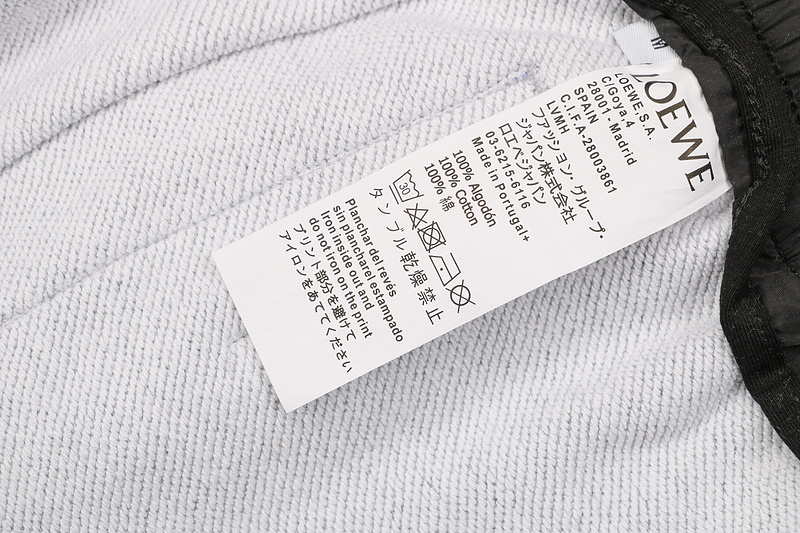 M
LOEWE
LOEWE,S.A.
C/Goya,4
28001-Madrid
SPAIN
C.I.F.A-28003861
LVMH
ファッション・グループ・
ジャパン株式会社
ロエベジャパン
03-6215-6116
Made in Portugal+
100% Algodón
100% Cotton
100% 綿
30
タンブル乾燥禁止
Planchar del revés
sin plancharel estampado
Iron inside out and
do not iron on the print
プリント部分を避けて
アイロンをあててください